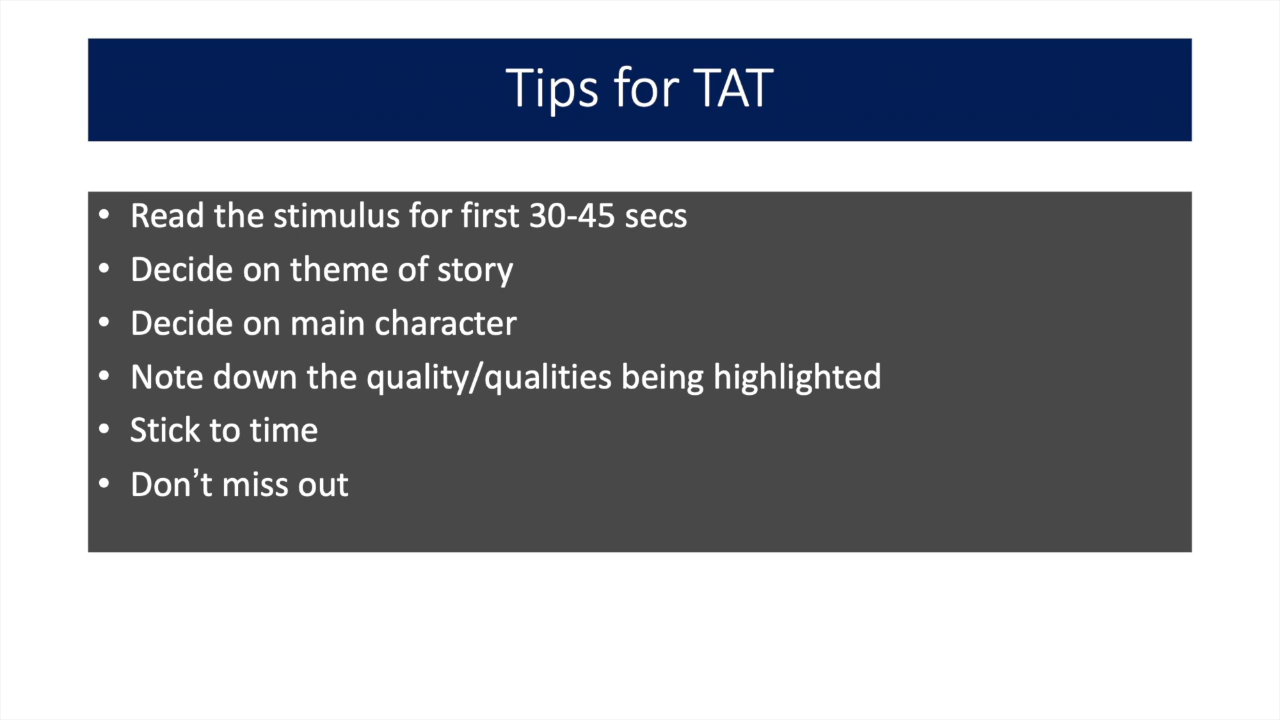 Tips for TAT
• Read the stimulus for first 30-45 secs
• Decide on theme of story
• Decide on main character
• Note down the quality/qualities being highlighted
• Stick to time
• Don’t miss out